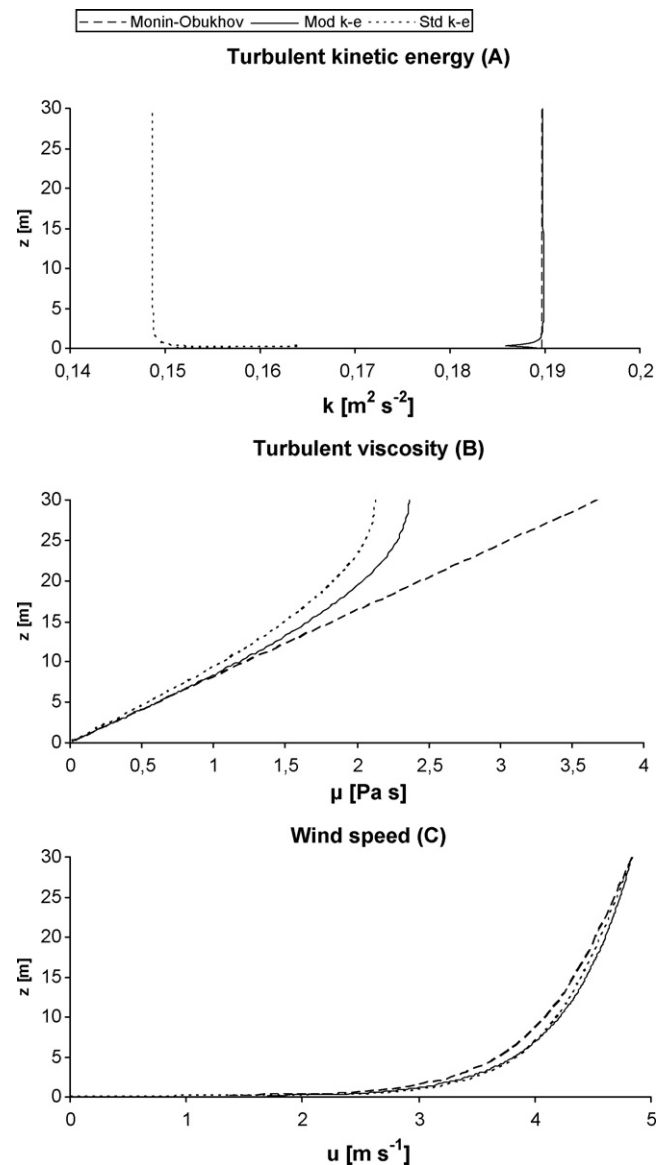 Monin-Obukhov Mod k-e Std k-e
Turbulent kinetic energy (A)
30
25
20
15
10
5
0
z [m]
0,14 0,15 0,16 0,17 0,18 0,19 0,2
k [m² s⁻²]
Turbulent viscosity (B)
30
25
20
15
10
5
0
z [m]
0 0,5 1 1,5 2 2,5 3 3,5 4
µ [Pa s]
Wind speed (C)
30
25
20
15
10
5
0
z [m]
0 1 2 3 4 5
u [m s⁻¹]